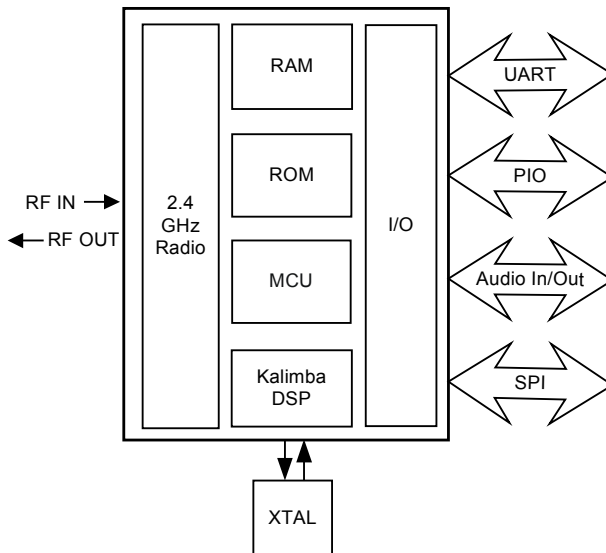 RAM
UART
ROM
PIO
RF IN
2.4
GHz
Radio
I/O
RF OUT
MCU
Audio In/Out
Kalimba
DSP
SPI
XTAL